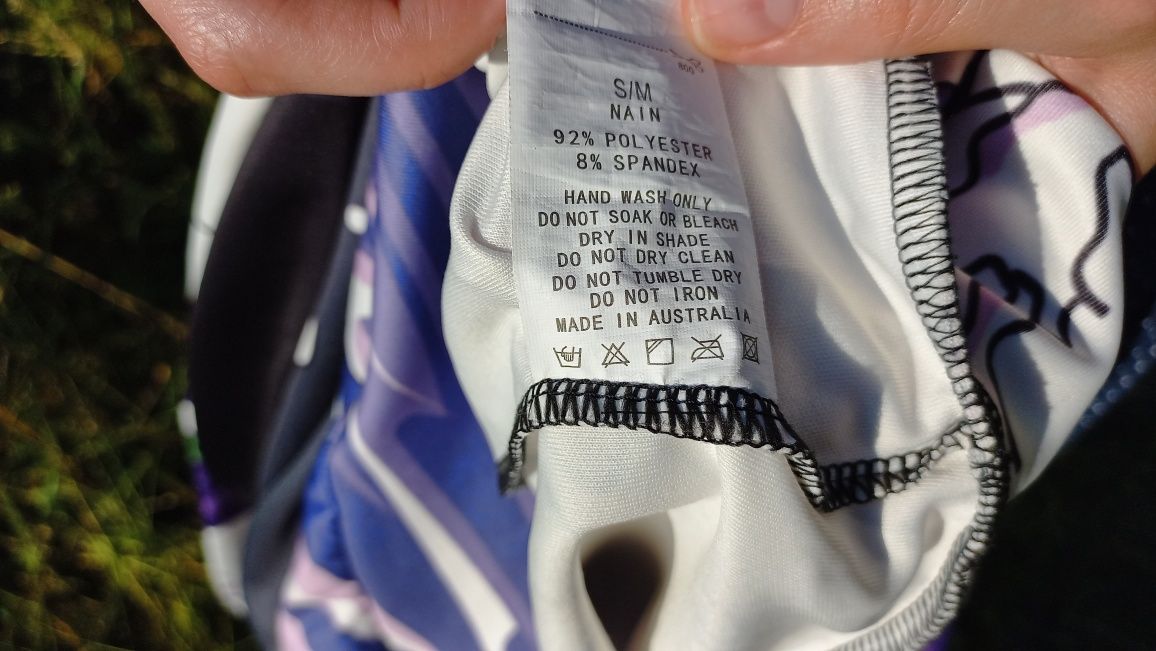 S/M
NAIN
92% POLYESTER
8% SPANDEX
HAND WASH ONLY
DO NOT SOAK OR BLEACH
DRY IN SHADE
DO NOT DRY CLEAN
DO NOT TUMBLE DRY
DO NOT IRON
MADE IN AUSTRALIA